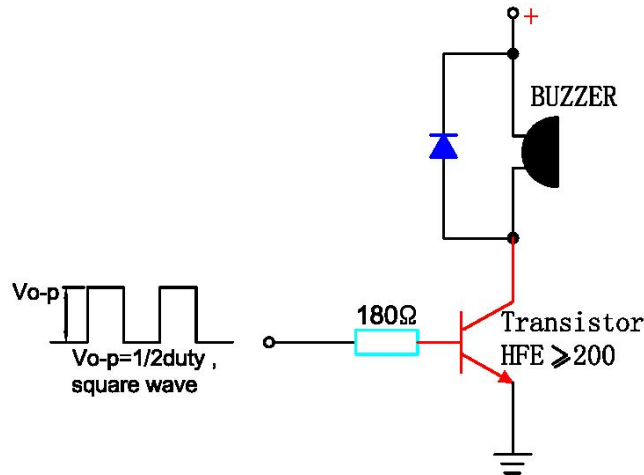 +
BUZZER
Vo-p
180Ω
Transistor
HFE ⩾200
Vo-p=1/2duty ,
square wave